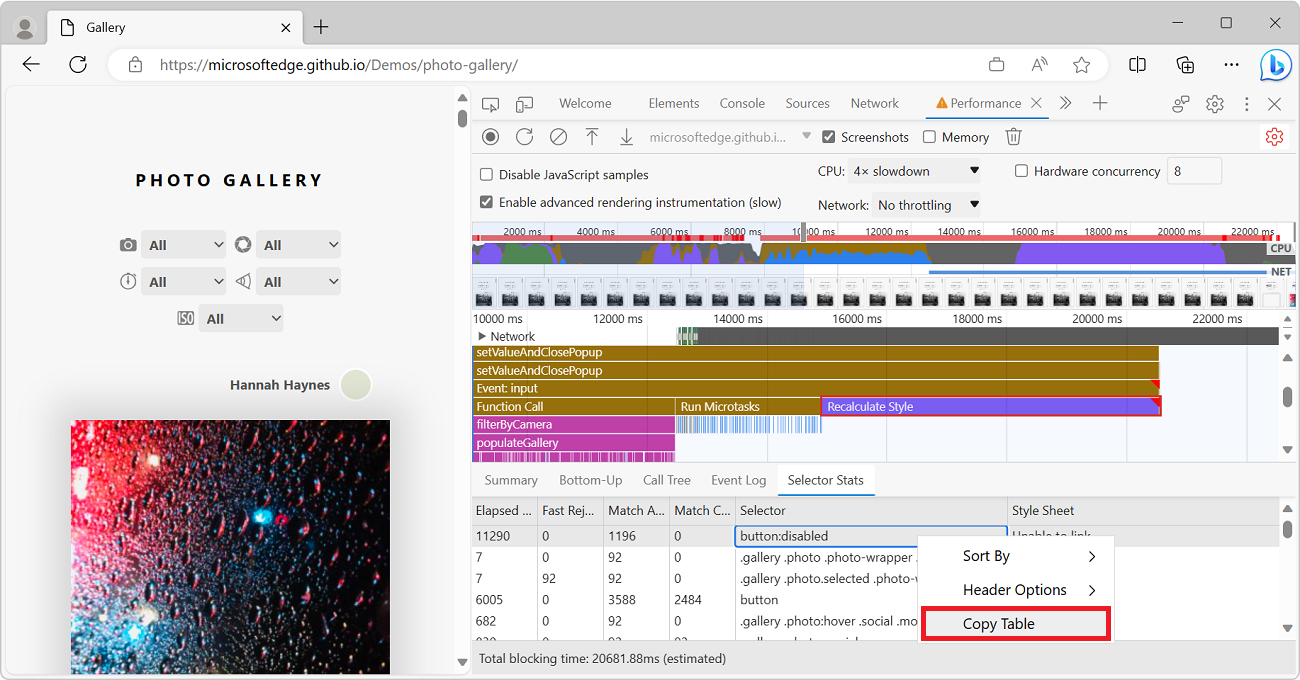 Gallery
https://microsoftedge.github.io/Demos/photo-gallery/
PHOTO GALLERY
All All
All All
ISO All
Hannah Haynes
Welcome Elements Console Sources Network Performance
microsoftedge.github.i... Screenshots Memory
Disable JavaScript samples CPU: 4× slowdown Hardware concurrency 8
Enable advanced rendering instrumentation (slow) Network: No throttling
2000 ms 4000 ms 6000 ms 8000 ms 12000 ms 14000 ms 16000 ms 18000 ms 20000 ms 22000 ms
CPU
NET
10000 ms 12000 ms 14000 ms 16000 ms 18000 ms 20000 ms 22000 ms
Network
setValueAndClosePopup
setValueAndClosePopup
Event: input
Function Call Run Microtasks Recalculate Style
filterByCamera
populateGallery
Summary Bottom-Up Call Tree Event Log Selector Stats
Elapsed ... Fast Rej... Match A... Match C... Selector Style Sheet
11290 0 1196 0 button:disabled Unable to link
7 0 92 0 .gallery .photo .photo-wrapper .
7 92 92 0 .gallery .photo.selected .photo-
6005 0 3588 2484 button
682 0 92 0 .gallery .photo:hover .social .mo
Sort By
Header Options
Copy Table
Total blocking time: 20681.88ms (estimated)